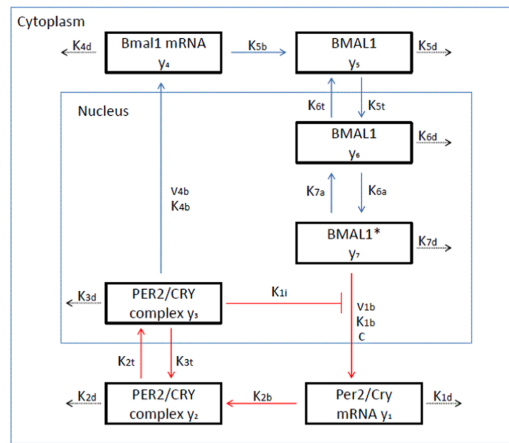 Cytoplasm
K4d
Bmal1 mRNA
y4
K5b
BMAL1
y5
K5d
Nucleus
K6t
K5t
BMAL1
y6
K6d
K7a
K6a
V4b
K4b
BMAL1*
y7
K7d
K3d
PER2/CRY
complex y3
K1i
V1b
K1b
c
K2t
K3t
K2d
PER2/CRY
complex y2
K2b
Per2/Cry
mRNA y1
K1d